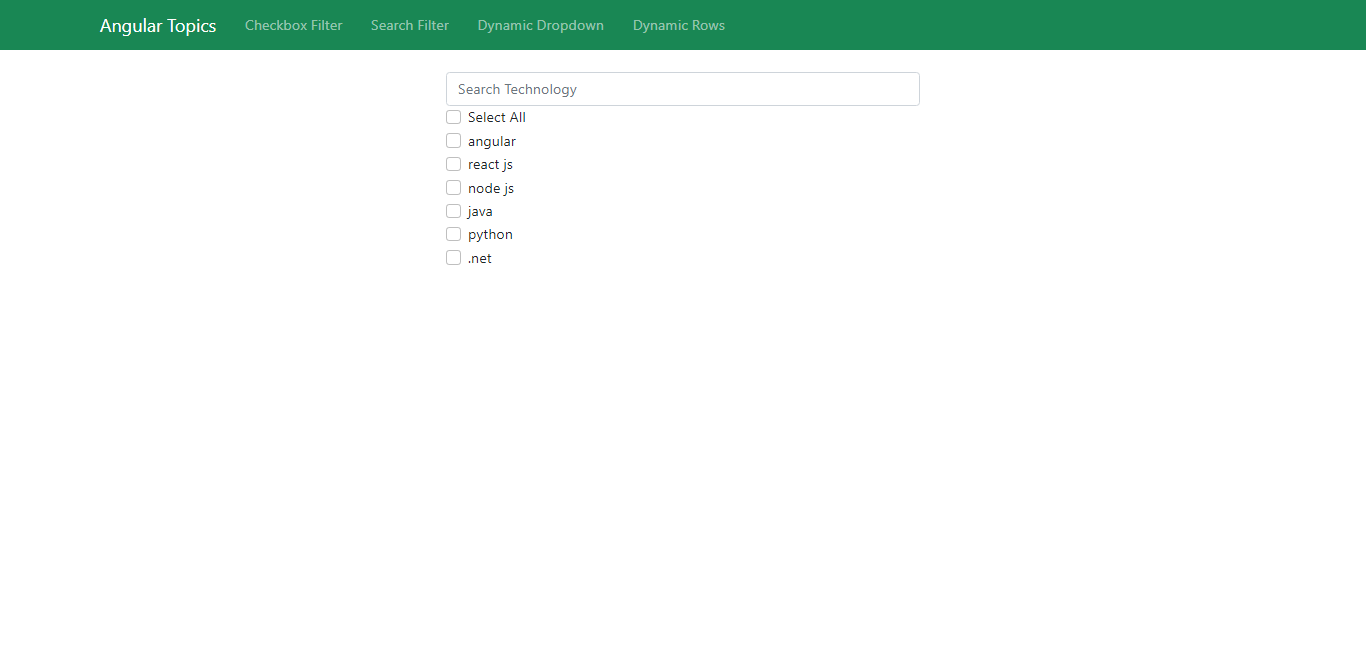 Angular Topics Checkbox Filter Search Filter Dynamic Dropdown Dynamic Rows
Search Technology
Select All
angular
react js
node js
java
python
.net